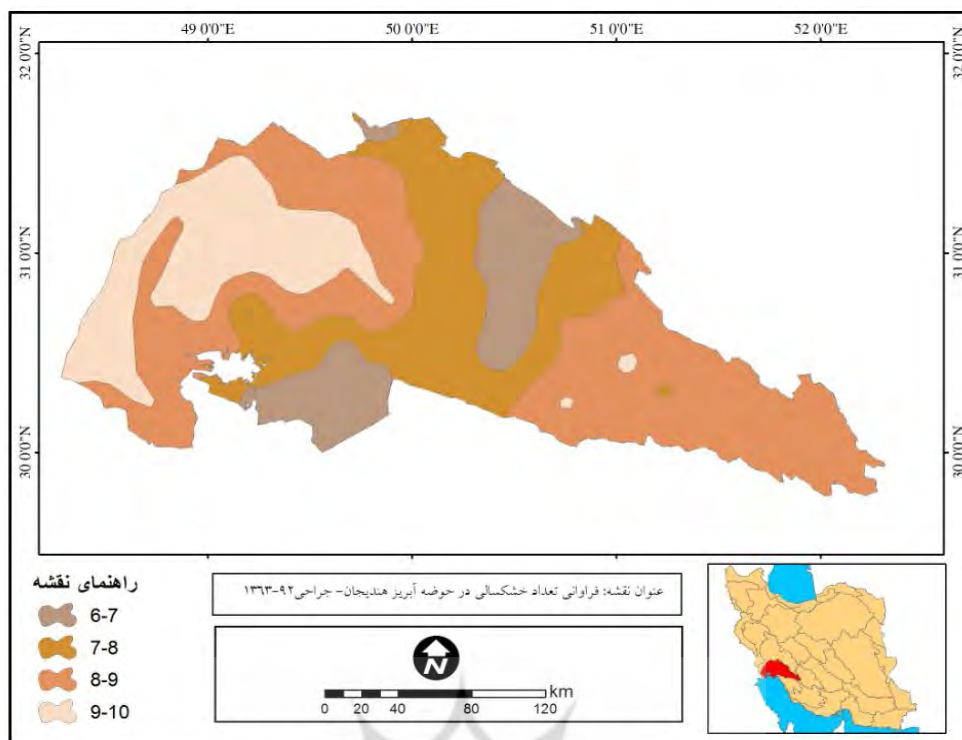 49 0'0"E 50 0'0"E 51 0'0"E 52 0'0"E
32 0'0"N 32 0'0"N
31 0'0"N 31 0'0"N
30 0'0"N 30 0'0"N
راهنمای نقشه
6-7
7-8
8-9
9-10
عنوان نقشه: فراوانی تعداد خشکسالی در حوضه آبریز هندیجان- جراحی۹۲-۱۳۶۳
N
km
0 20 40 80 120